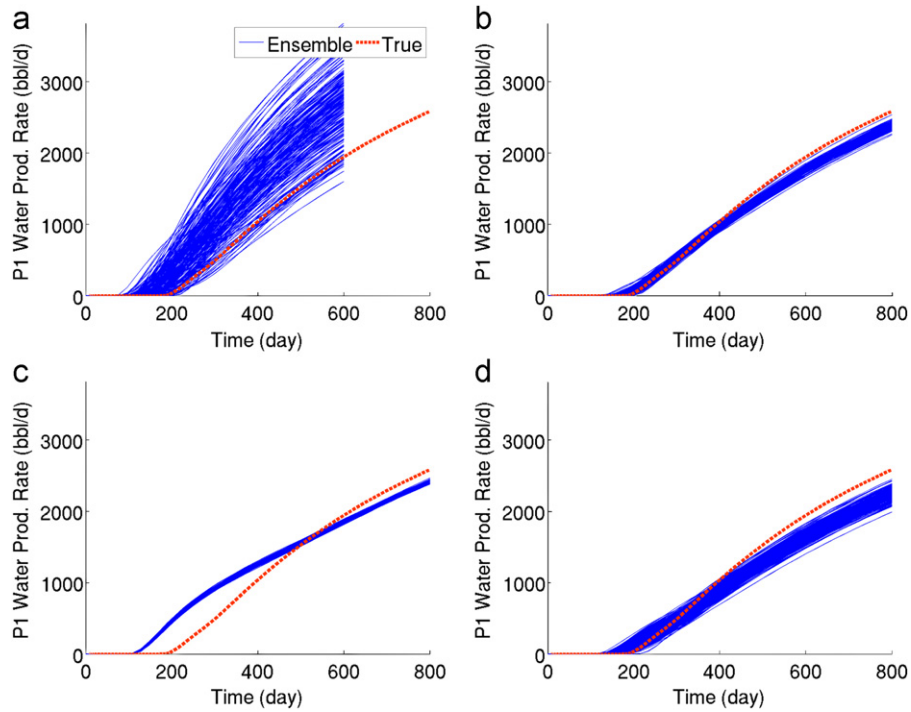 a
Ensemble True
P1 Water Prod. Rate (bbl/d)
3000
2000
1000
0
0 200 400 600 800
Time (day)
b
P1 Water Prod. Rate (bbl/d)
3000
2000
1000
0
0 200 400 600 800
Time (day)
c
P1 Water Prod. Rate (bbl/d)
3000
2000
1000
0
0 200 400 600 800
Time (day)
d
P1 Water Prod. Rate (bbl/d)
3000
2000
1000
0
0 200 400 600 800
Time (day)